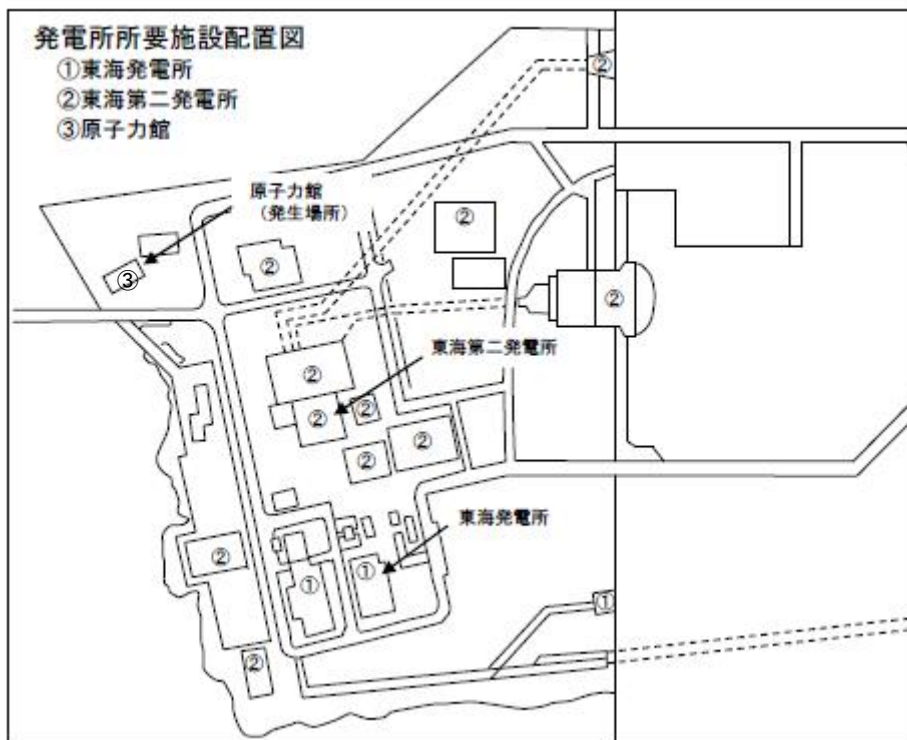 発電所所要施設配置図
①東海発電所
②東海第二発電所
③原子力館
②
原子力館
（発生場所）
②
②
③
②
東海第二発電所
②
②
②
②
②
東海発電所
②
①
①
①
②